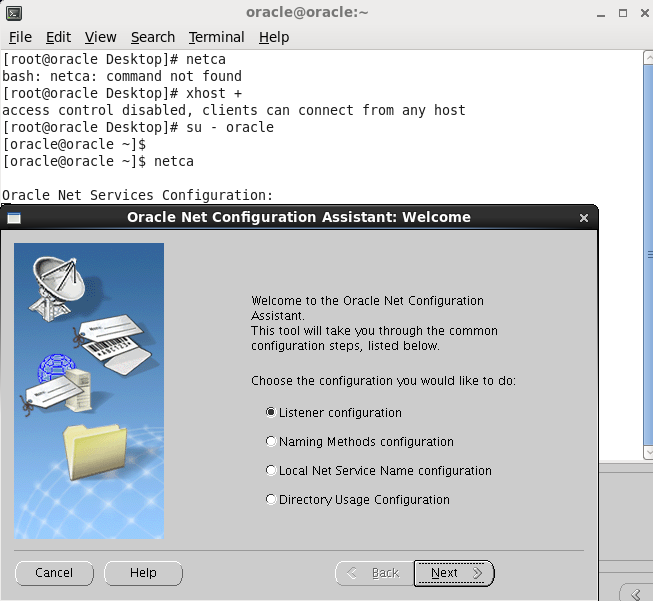 oracle@oracle:~
File Edit View Search Terminal Help
[root@oracle Desktop]# netca
bash: netca: command not found
[root@oracle Desktop]# xhost +
access control disabled, clients can connect from any host
[root@oracle Desktop]# su - oracle
[oracle@oracle ~]$
[oracle@oracle ~]$ netca
Oracle Net Services Configuration:
Oracle Net Configuration Assistant: Welcome
Welcome to the Oracle Net Configuration
Assistant.
This tool will take you through the common
configuration steps, listed below.
Choose the configuration you would like to do:
Listener configuration
Naming Methods configuration
Local Net Service Name configuration
Directory Usage Configuration
Cancel Help Back Next